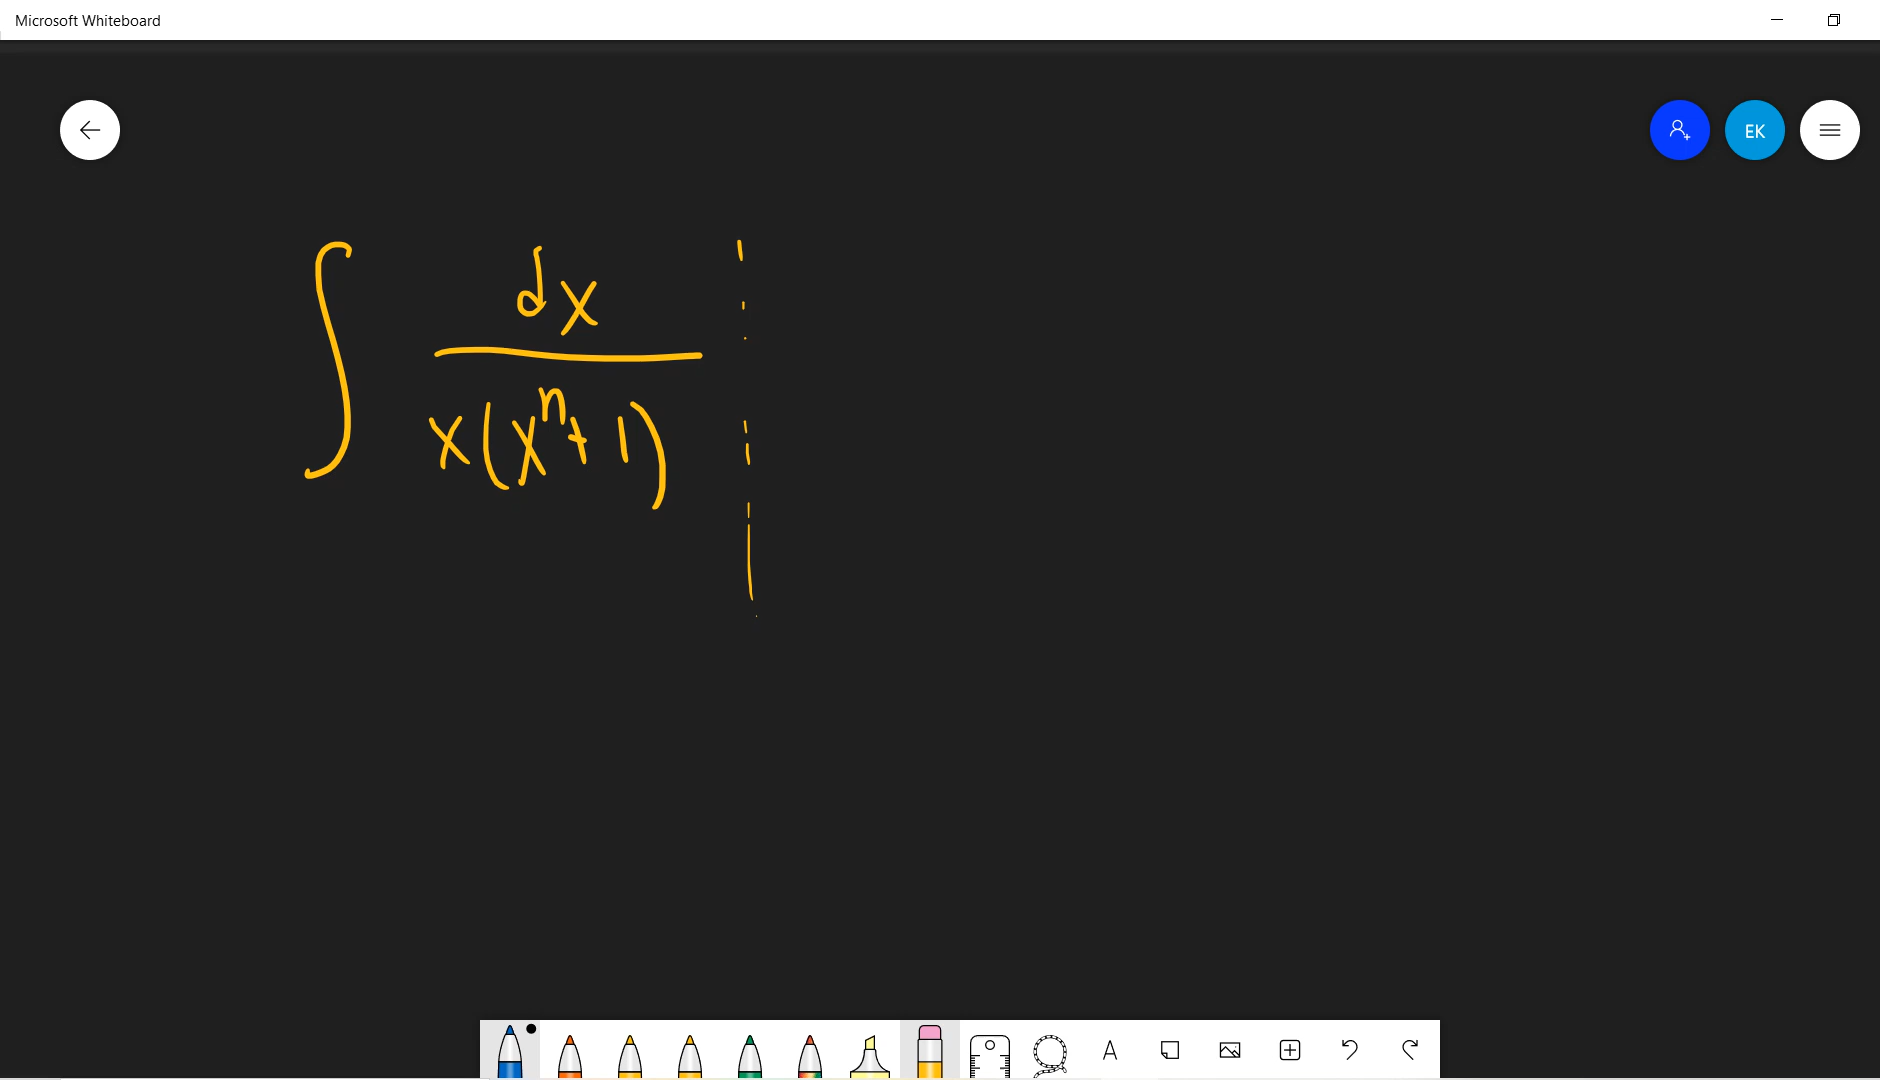 Microsoft Whiteboard
EK
∫ dx / x(xⁿ+1)
A